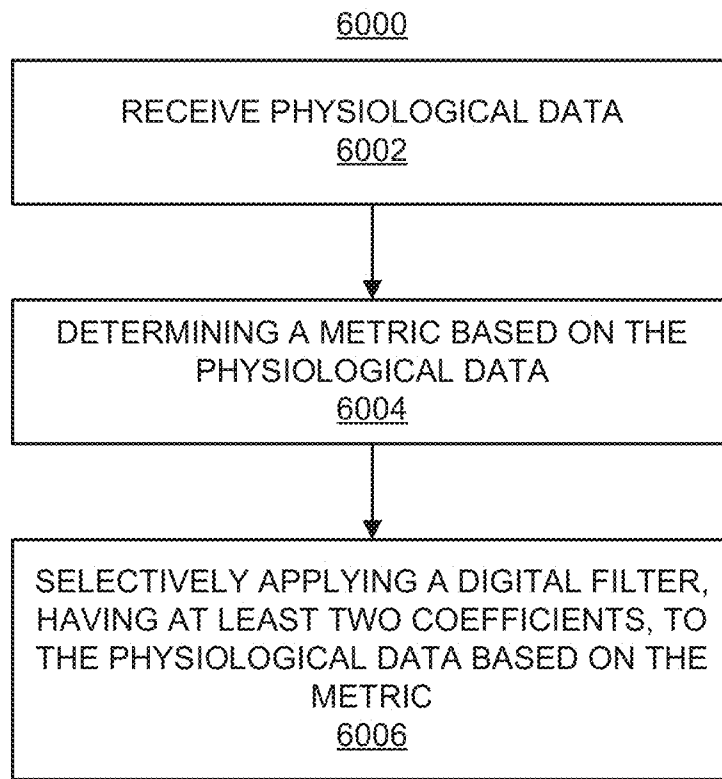 6000
RECEIVE PHYSIOLOGICAL DATA
6002
DETERMINING A METRIC BASED ON THE
PHYSIOLOGICAL DATA
6004
SELECTIVELY APPLYING A DIGITAL FILTER,
HAVING AT LEAST TWO COEFFICIENTS, TO
THE PHYSIOLOGICAL DATA BASED ON THE
METRIC
6006